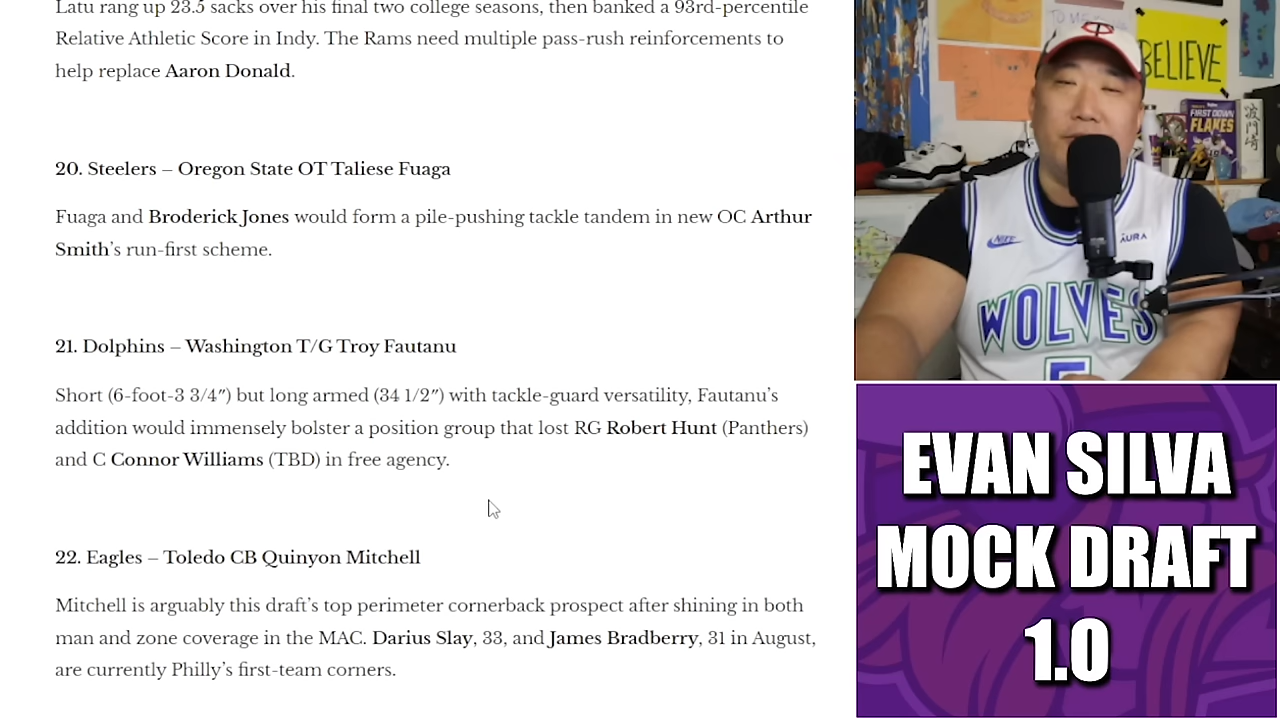 Latu rang up 23.5 sacks over his final two college seasons, then banked a 93rd-percentile
Relative Athletic Score in Indy. The Rams need multiple pass-rush reinforcements to
help replace Aaron Donald.
20. Steelers – Oregon State OT Taliese Fuaga
Fuaga and Broderick Jones would form a pile-pushing tackle tandem in new OC Arthur
Smith's run-first scheme.
21. Dolphins – Washington T/G Troy Fautanu
Short (6-foot-3 3/4″) but long armed (34 1/2″) with tackle-guard versatility, Fautanu's
addition would immensely bolster a position group that lost RG Robert Hunt (Panthers)
and C Connor Williams (TBD) in free agency.
22. Eagles – Toledo CB Quinyon Mitchell
Mitchell is arguably this draft's top perimeter cornerback prospect after shining in both
man and zone coverage in the MAC. Darius Slay, 33, and James Bradberry, 31 in August,
are currently Philly's first-team corners.
BELIEVE
FIRST DOWN
FLAKES
NIKE
AURA
WOLVES
EVAN SILVA
MOCK DRAFT
1.0